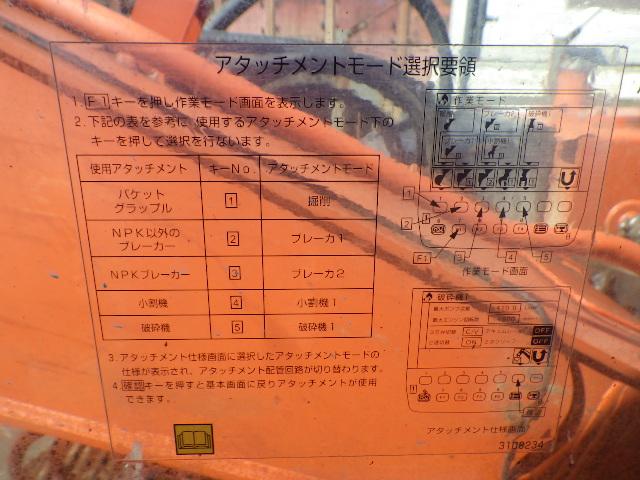 アタッチメントモード選択要領
1. F1キーを押し作業モード画面を表示します。
2. 下記の表を参考に、使用するアタッチメントモード下の
キーを押して選択を行ないます。
使用アタッチメント キーNo. アタッチメントモード
バケット
グラップル 1 掘削
NPK以外の
ブレーカー 2 ブレーカ1
NPKブレーカー 3 ブレーカ2
小割機 4 小割機1
破砕機 5 破砕機1
3. アタッチメント仕様画面に選択したアタッチメントモードの
仕様が表示され、アタッチメント配管回路が切り替わります。
4. 確認キーを押すと基本画面に戻りアタッチメントが使用
できます。
作業モード
1
2
F1 3 4 5
作業モード画面
破砕機1
OFF
OFF
アタッチメント仕様画面
3108234